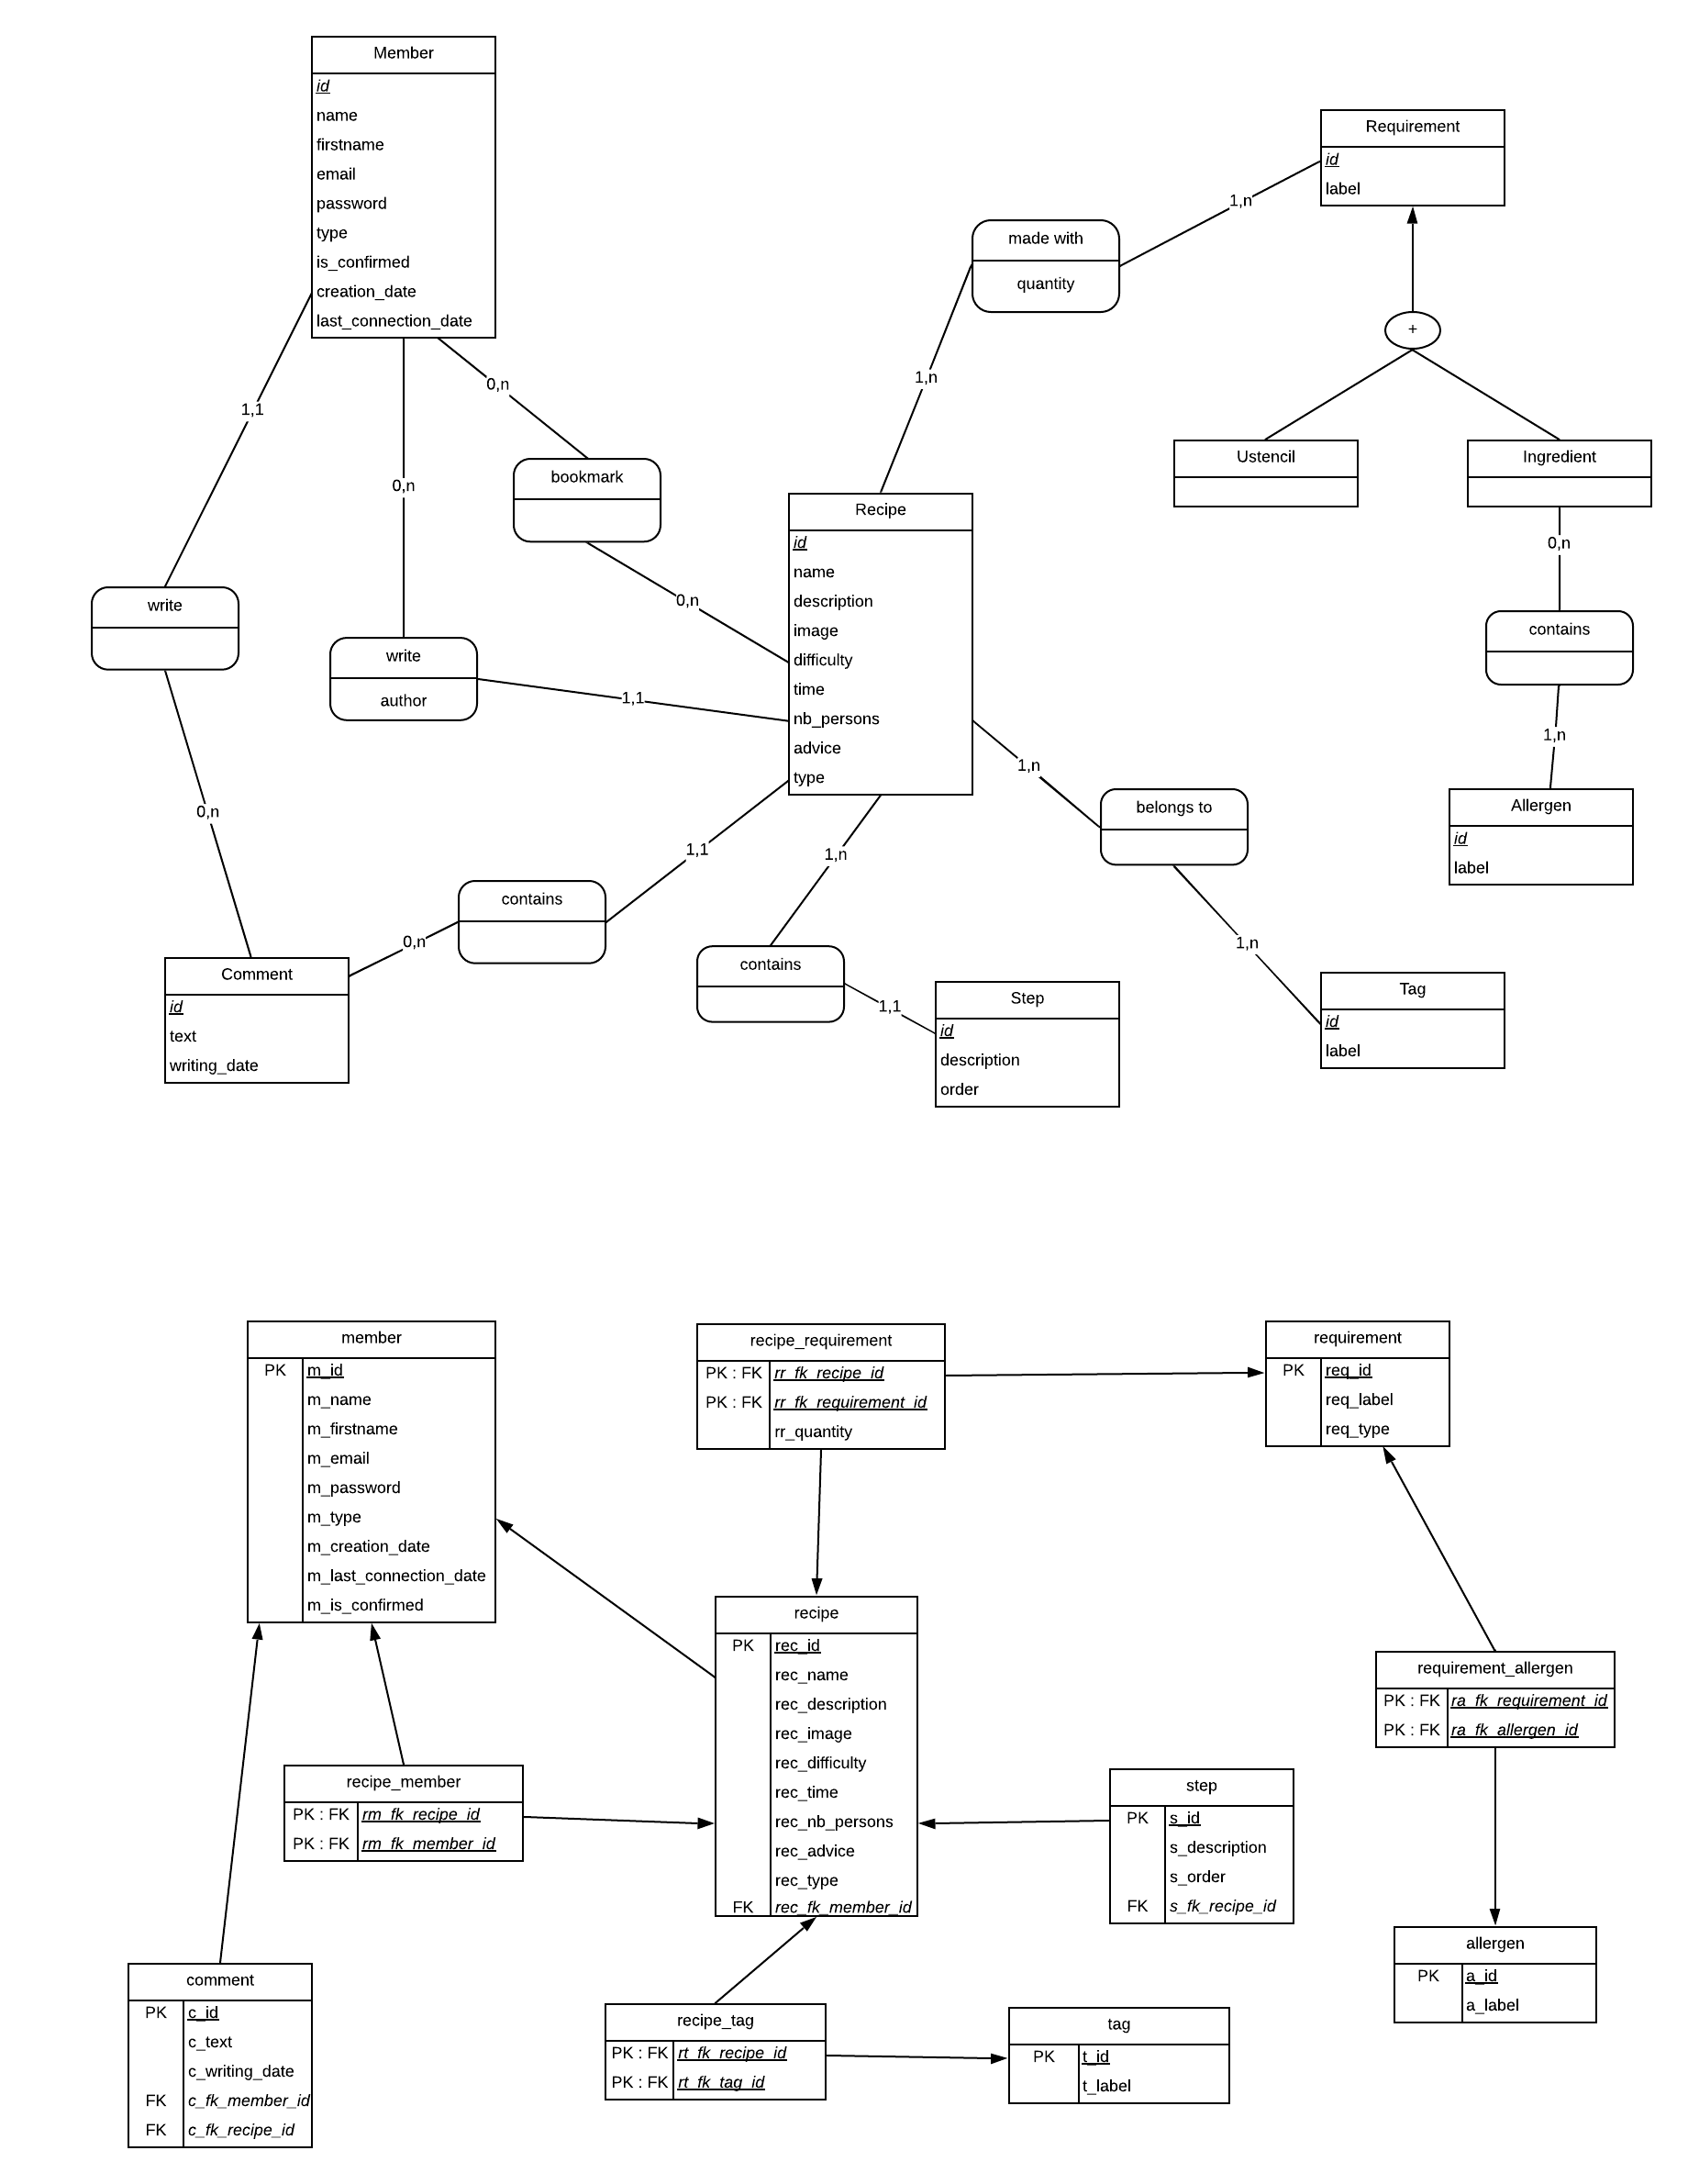 Member
id
name
firstname
email
password
type
is_confirmed
creation_date
last_connection_date
Requirement
id
label
1,n
made with
quantity
+
1,n
0,n
1,1
Ustencil
Ingredient
0,n
bookmark
Recipe
id
name
description
image
difficulty
time
nb_persons
advice
type
0,n
0,n
write
contains
write
author
1,1
1,n
1,n
belongs to
Allergen
id
label
0,n
1,1
1,n
contains
0,n
1,n
contains
Comment
id
text
writing_date
1,1
Step
id
description
order
Tag
id
label
member
PK m_id
m_name
m_firstname
m_email
m_password
m_type
m_creation_date
m_last_connection_date
m_is_confirmed
recipe_requirement
PK : FK rr_fk_recipe_id
PK : FK rr_fk_requirement_id
rr_quantity
requirement
PK req_id
req_label
req_type
recipe
PK rec_id
rec_name
rec_description
rec_image
rec_difficulty
rec_time
rec_nb_persons
rec_advice
rec_type
FK rec_fk_member_id
requirement_allergen
PK : FK ra_fk_requirement_id
PK : FK ra_fk_allergen_id
recipe_member
PK : FK rm_fk_recipe_id
PK : FK rm_fk_member_id
step
PK s_id
s_description
s_order
FK s_fk_recipe_id
allergen
PK a_id
a_label
comment
PK c_id
c_text
c_writing_date
FK c_fk_member_id
FK c_fk_recipe_id
recipe_tag
PK : FK rt_fk_recipe_id
PK : FK rt_fk_tag_id
tag
PK t_id
t_label